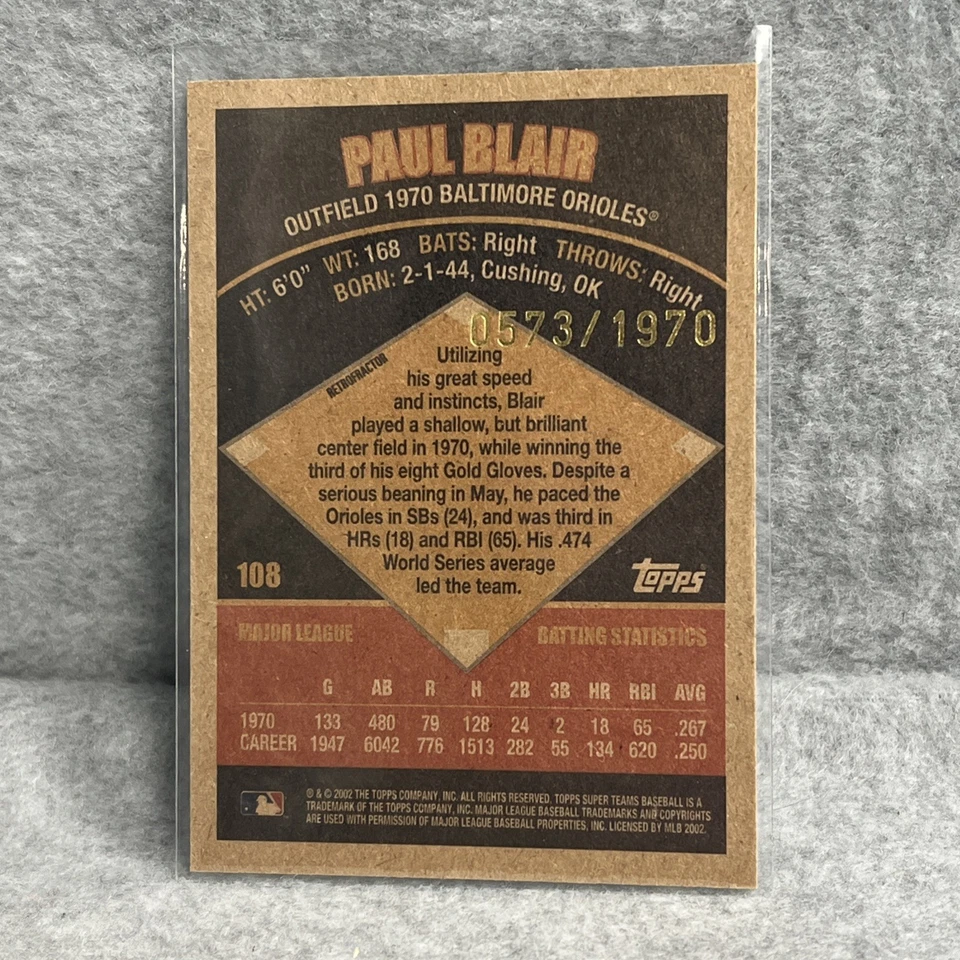 PAUL BLAIR
OUTFIELD 1970 BALTIMORE ORIOLES®
HT: 6'0" WT: 168 BATS: Right THROWS: Right
BORN: 2-1-44, Cushing, OK
0573/1970
RETROFRACTOR
Utilizing
his great speed
and instincts, Blair
played a shallow, but brilliant
center field in 1970, while winning the
third of his eight Gold Gloves. Despite a
serious beaning in May, he paced the
Orioles in SBs (24), and was third in
HRs (18) and RBI (65). His .474
World Series average
led the team.
108
topps®
MAJOR LEAGUE BATTING STATISTICS
G AB R H 2B 3B HR RBI AVG
1970 133 480 79 128 24 2 18 65 .267
CAREER 1947 6042 776 1513 282 55 134 620 .250
® & © 2002 THE TOPPS COMPANY, INC. ALL RIGHTS RESERVED. TOPPS SUPER TEAMS BASEBALL IS A
TRADEMARK OF THE TOPPS COMPANY, INC. MAJOR LEAGUE BASEBALL TRADEMARKS AND COPYRIGHTS
ARE USED WITH PERMISSION OF MAJOR LEAGUE BASEBALL PROPERTIES, INC. LICENSED BY MLB 2002.